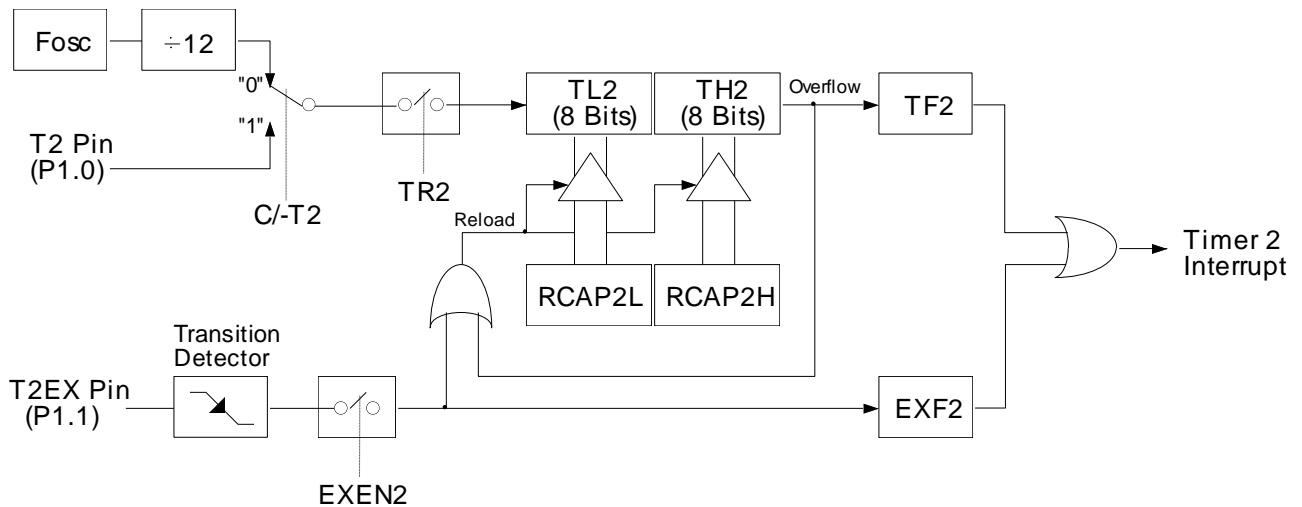 Fosc
÷12
"0"
"1"
T2 Pin
(P1.0)
C/-T2
TR2
TL2
(8 Bits)
TH2
(8 Bits)
Overflow
TF2
Reload
RCAP2L
RCAP2H
Timer 2
Interrupt
Transition
Detector
T2EX Pin
(P1.1)
EXEN2
EXF2